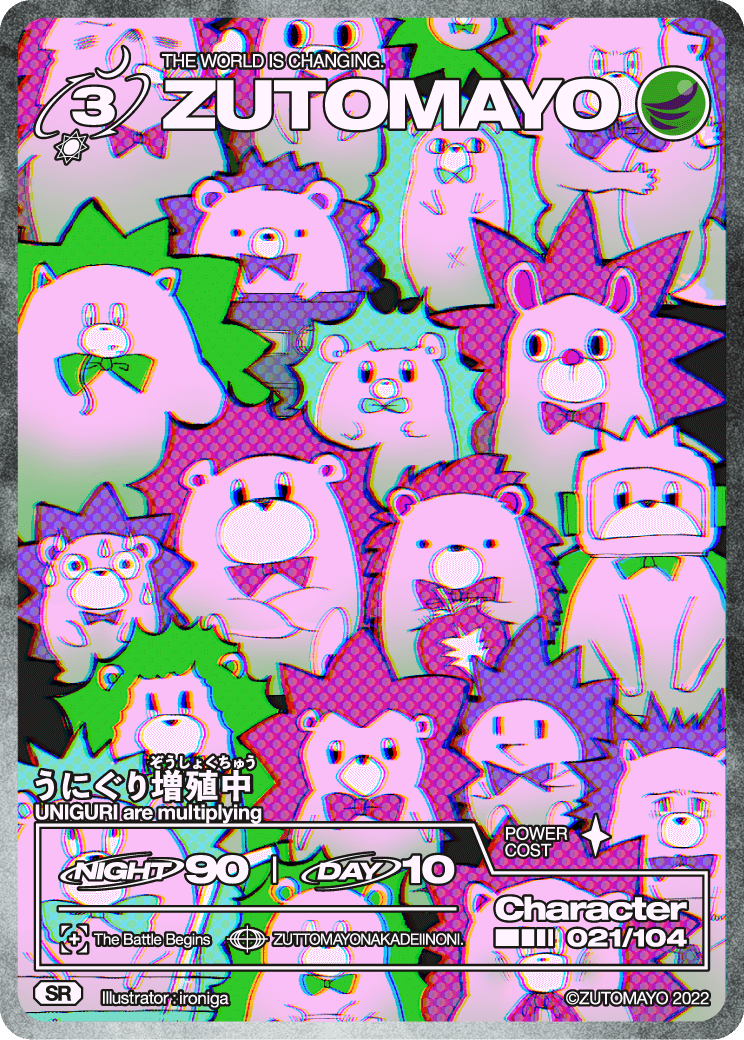 THE WORLD IS CHANGING.
3 ZUTOMAYO
ぞうしょくちゅう
うにぐり増殖中
UNIGURI are multiplying
POWER
COST
NIGHT 90 | DAY 10
Character
The Battle Begins ZUTTOMAYONAKADEIINONI.
021/104
SR Illustrator : ironiga ©ZUTOMAYO 2022